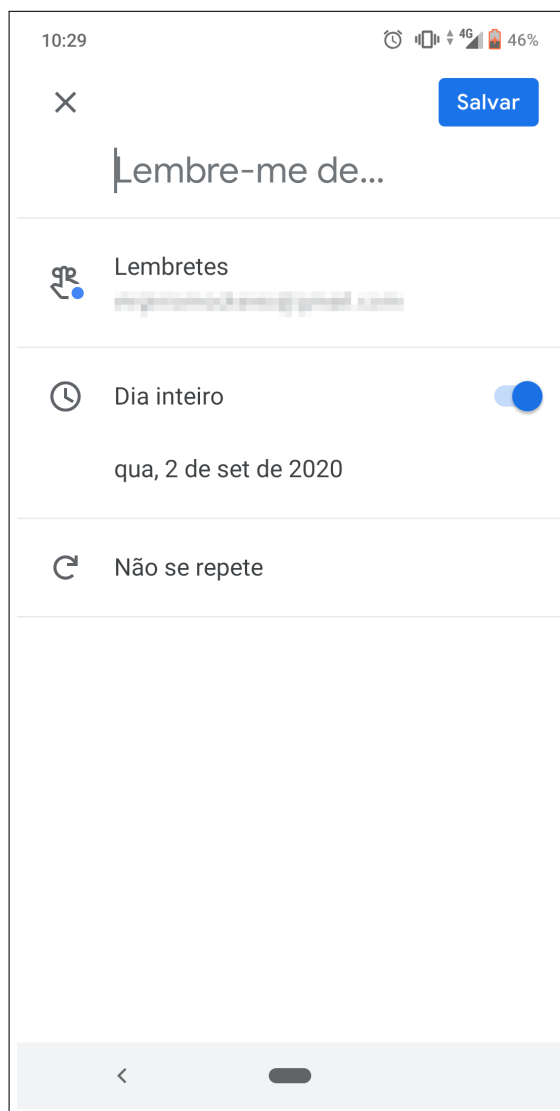 10:29
4G 46%
Salvar
Lembre-me de...
Lembretes
Dia inteiro
qua, 2 de set de 2020
Não se repete